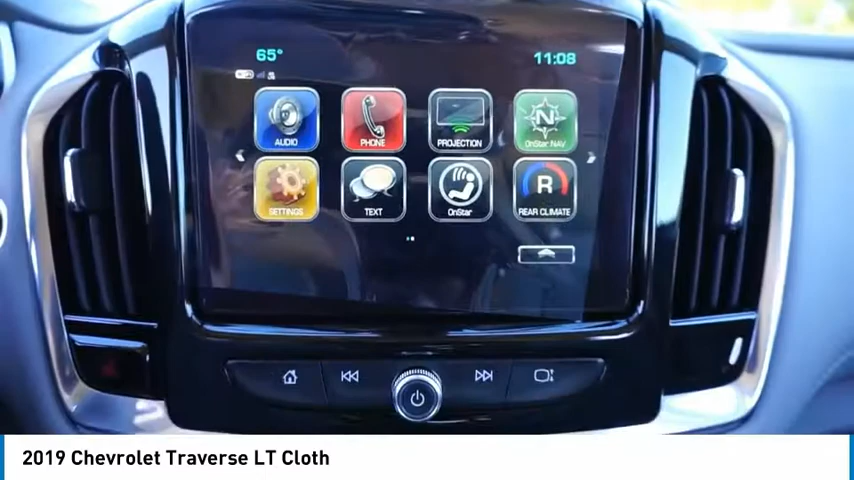 65° 11:08
AUDIO PHONE PROJECTION OnStar NAV
N
SETTINGS TEXT OnStar REAR CLIMATE
R
2019 Chevrolet Traverse LT Cloth